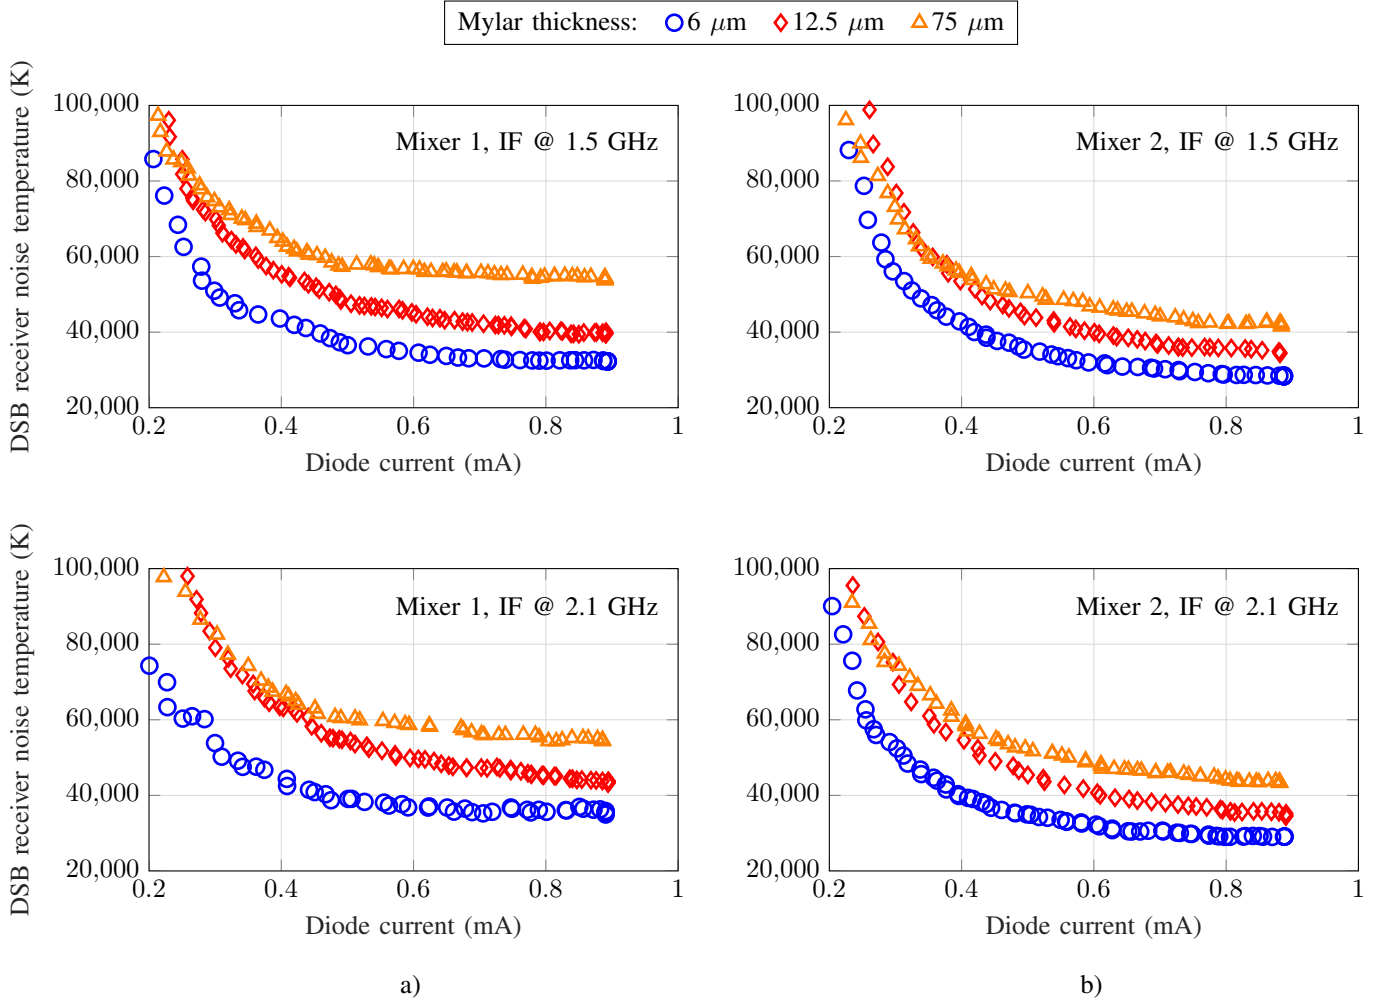 Mylar thickness: 6 μm 12.5 μm 75 μm
DSB receiver noise temperature (K)
100,000
80,000
60,000
40,000
20,000
0.2 0.4 0.6 0.8 1
Diode current (mA)
Mixer 1, IF @ 1.5 GHz
100,000
80,000
60,000
40,000
20,000
0.2 0.4 0.6 0.8 1
Diode current (mA)
Mixer 2, IF @ 1.5 GHz
DSB receiver noise temperature (K)
100,000
80,000
60,000
40,000
20,000
0.2 0.4 0.6 0.8 1
Diode current (mA)
Mixer 1, IF @ 2.1 GHz
100,000
80,000
60,000
40,000
20,000
0.2 0.4 0.6 0.8 1
Diode current (mA)
Mixer 2, IF @ 2.1 GHz
a)
b)